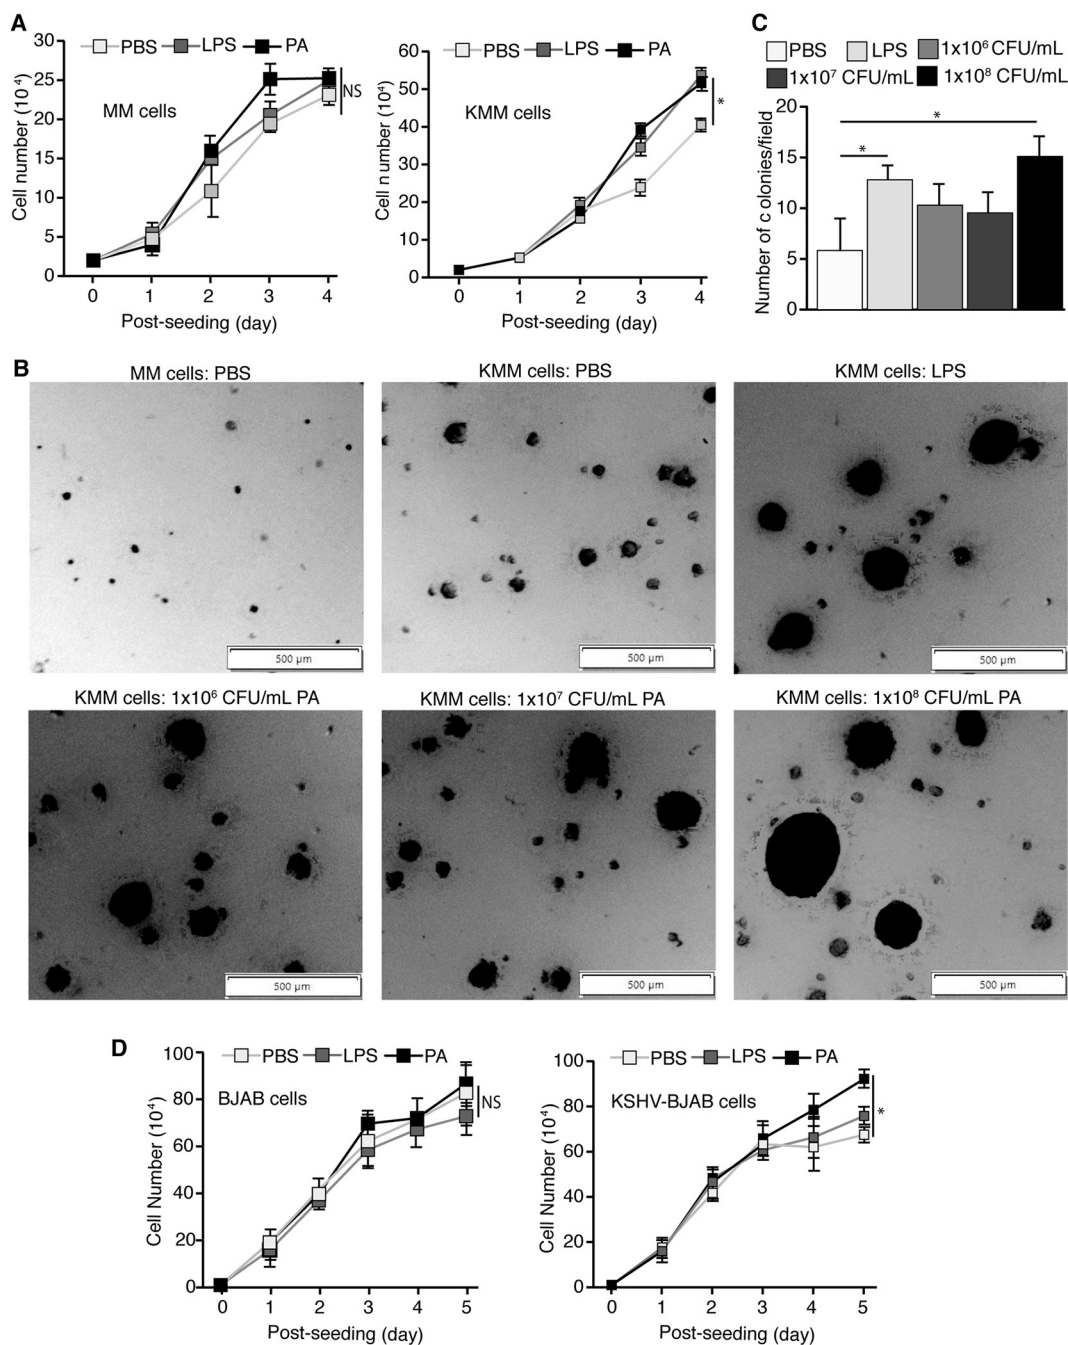 A
PBS LPS PA
30
25
20
15
10
5
0
Cell number (10⁴)
MM cells
NS
0 1 2 3 4
Post-seeding (day)
PBS LPS PA
60
50
40
30
20
10
0
Cell number (10⁴)
KMM cells
*
0 1 2 3 4
Post-seeding (day)
C
PBS LPS 1x10⁶ CFU/mL
1x10⁷ CFU/mL 1x10⁸ CFU/mL
20
15
10
5
0
Number of colonies/field
*
*
B
MM cells: PBS
500 µm
KMM cells: PBS
500 µm
KMM cells: LPS
500 µm
KMM cells: 1x10⁶ CFU/mL PA
500 µm
KMM cells: 1x10⁷ CFU/mL PA
500 µm
KMM cells: 1x10⁸ CFU/mL PA
500 µm
D
PBS LPS PA
100
80
60
40
20
0
Cell Number (10⁴)
BJAB cells
NS
0 1 2 3 4 5
Post-seeding (day)
PBS LPS PA
100
80
60
40
20
0
Cell Number (10⁴)
KSHV-BJAB cells
*
0 1 2 3 4 5
Post-seeding (day)